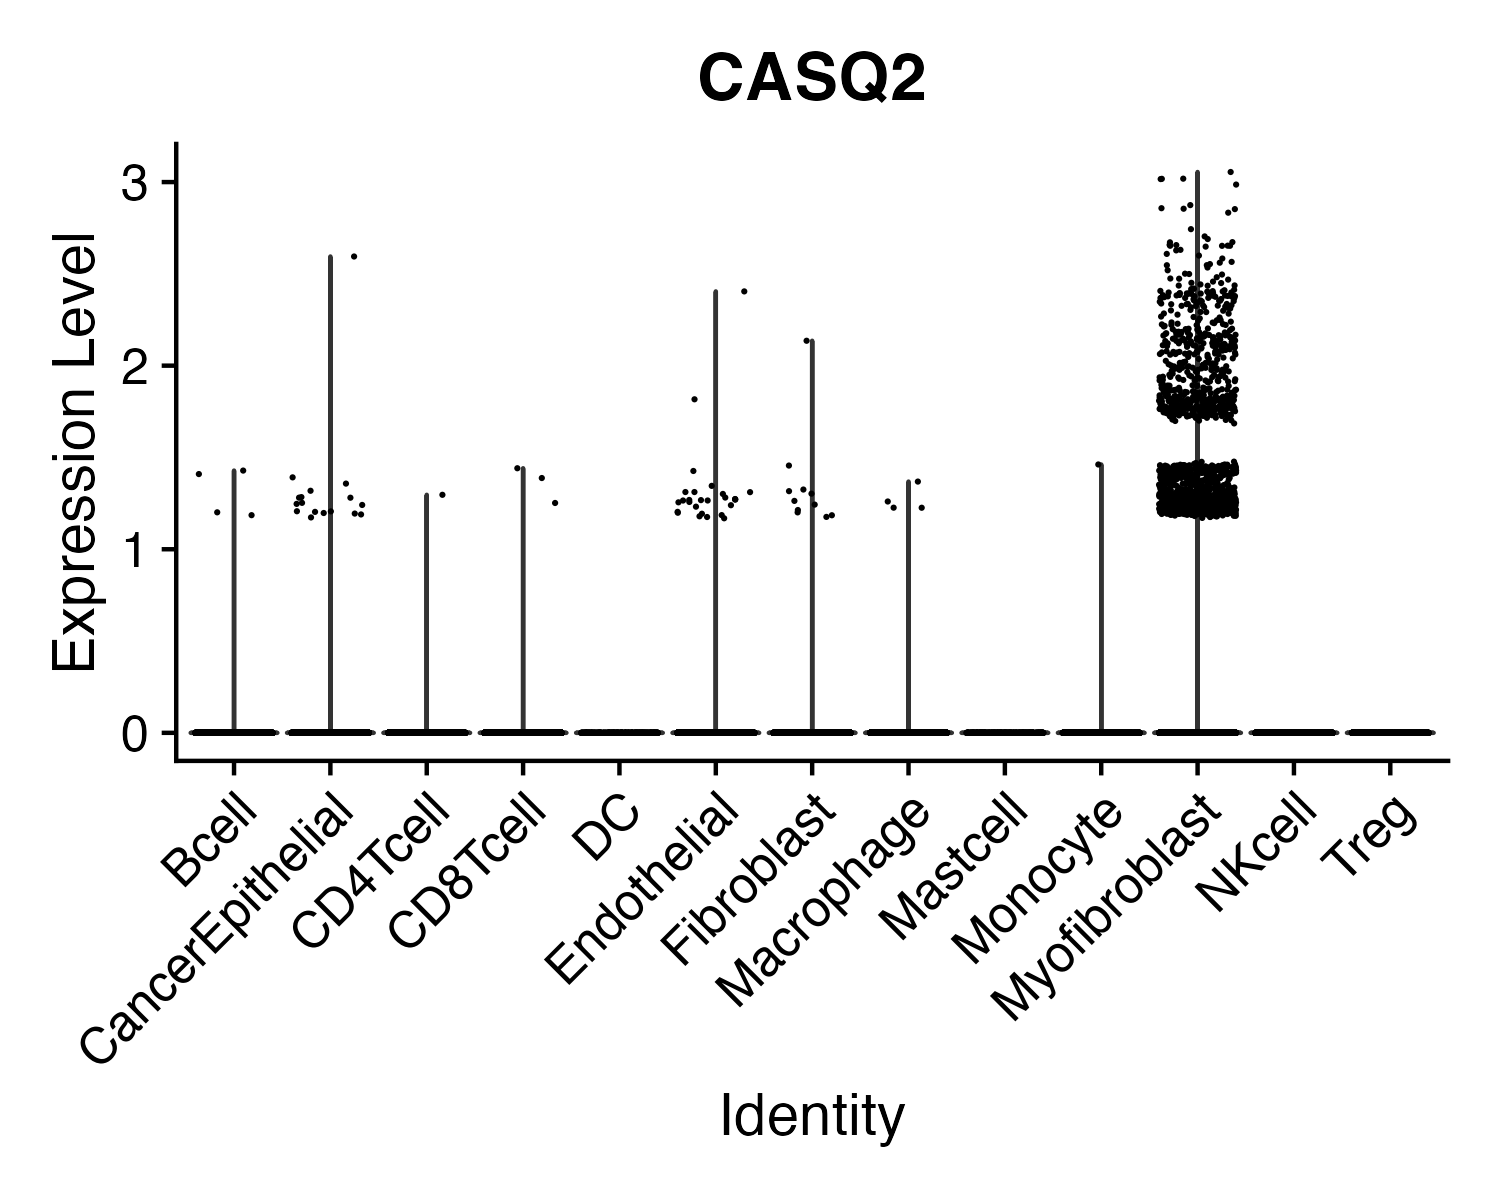 CASQ2
Expression Level
3
2
1
0
Bcell
CancerEpithelial
CD4Tcell
CD8Tcell
DC
Endothelial
Fibroblast
Macrophage
Mastcell
Monocyte
Myofibroblast
NKcell
Treg
Identity